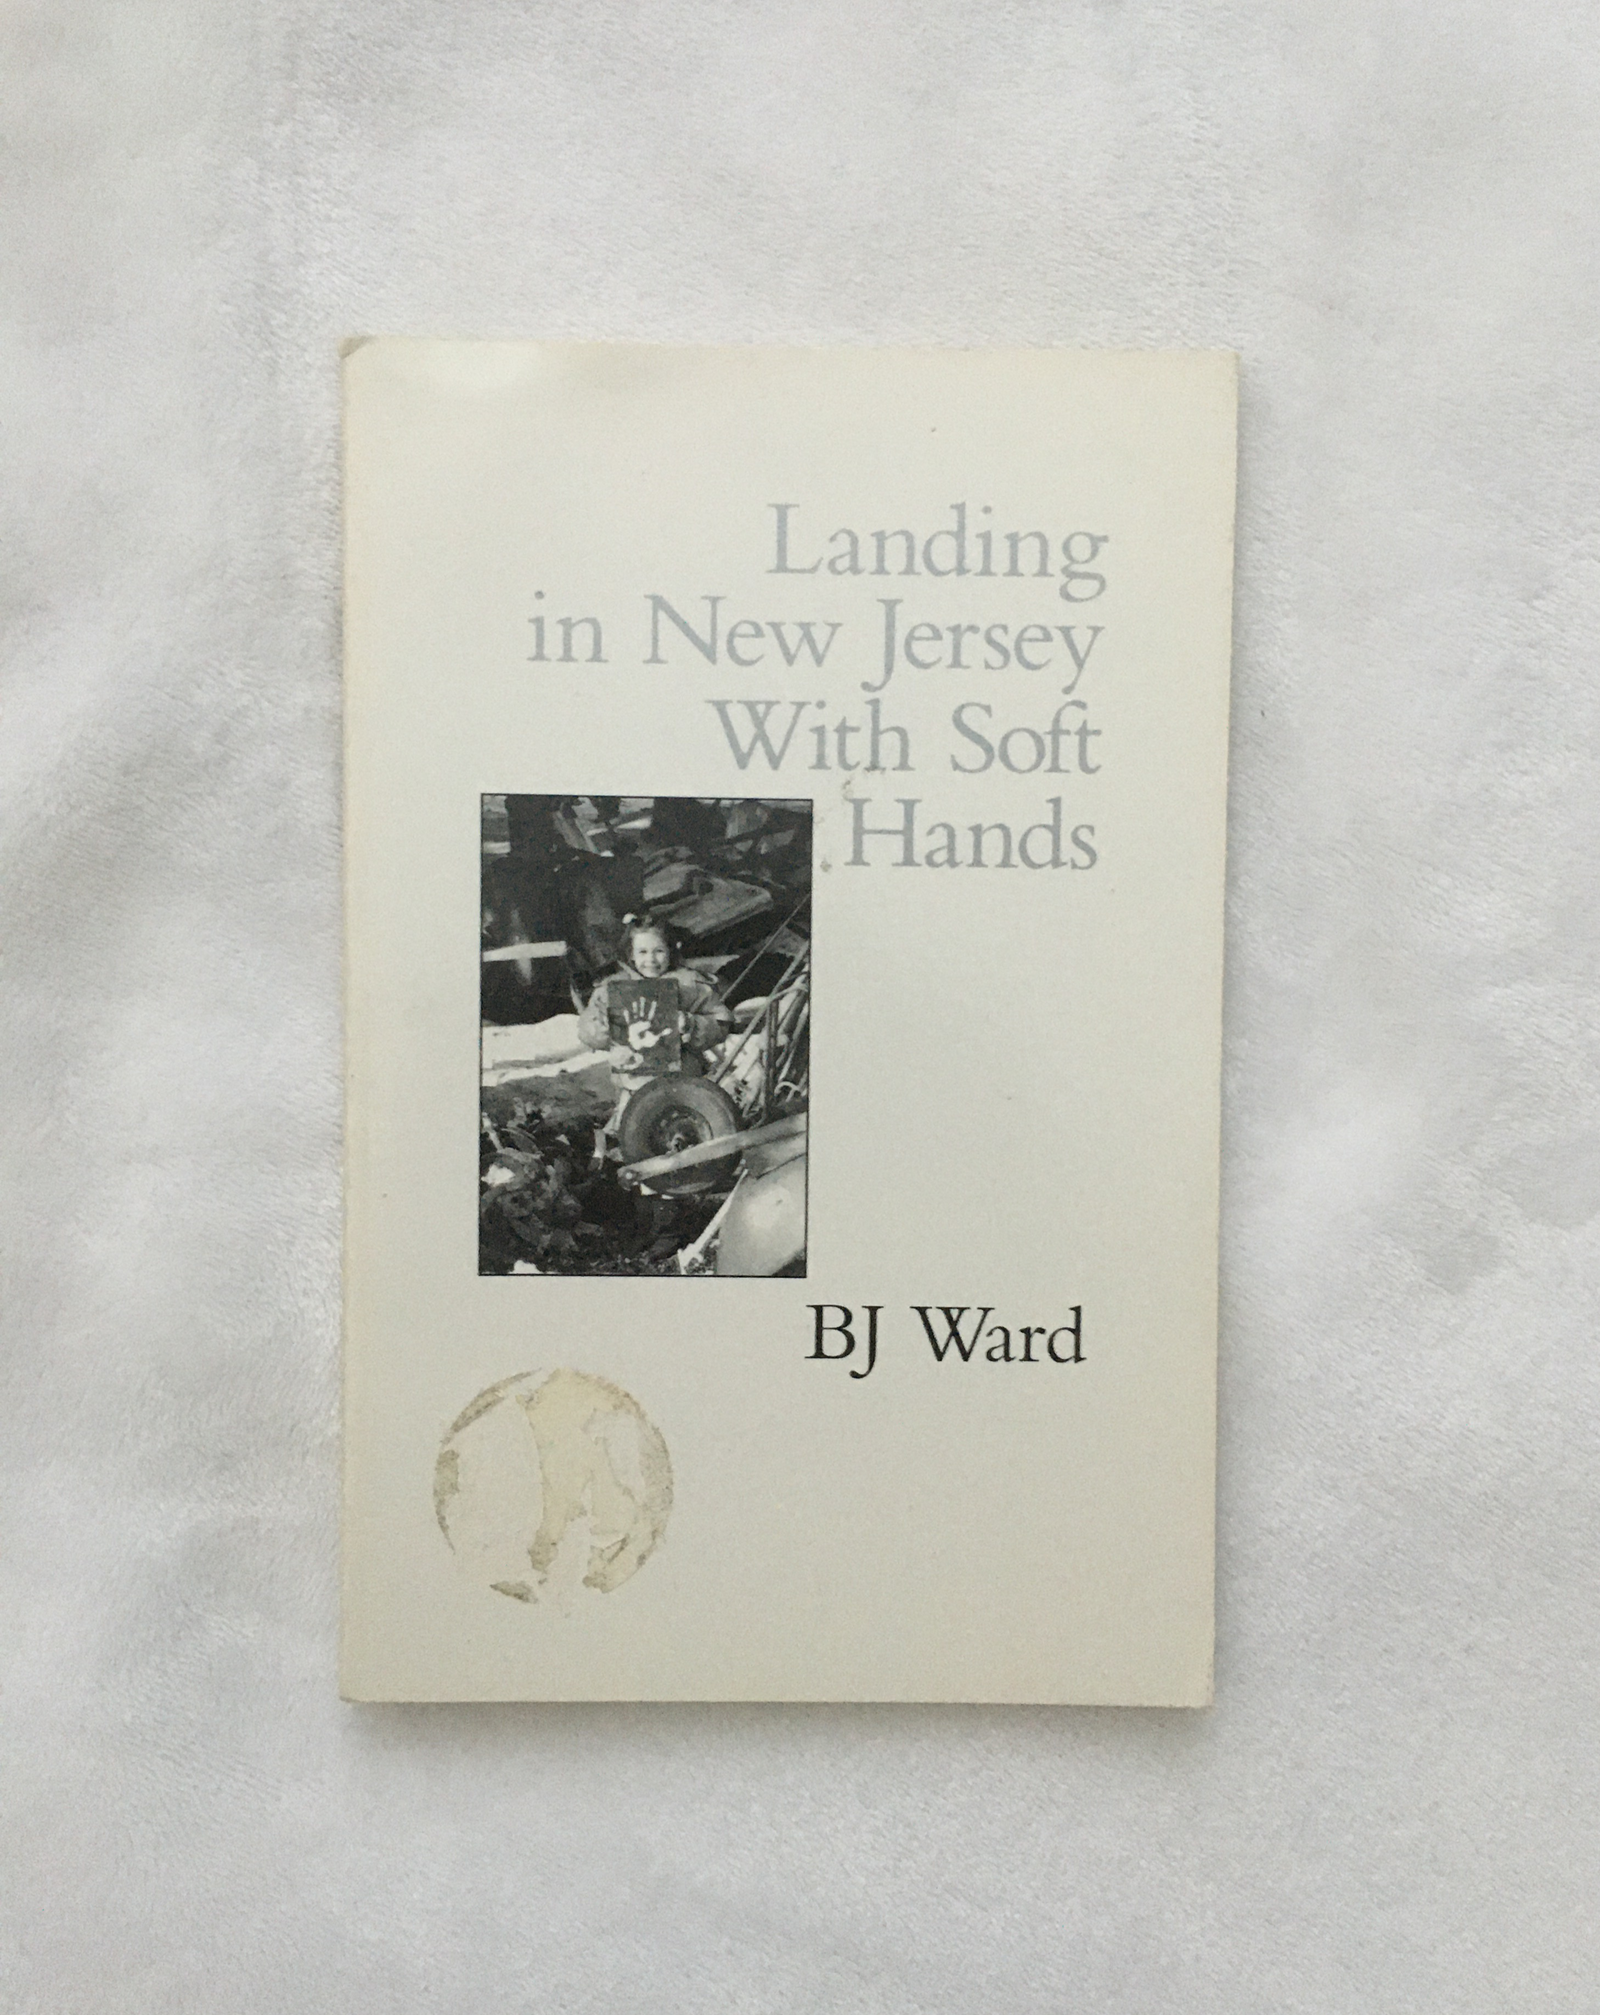 Landing
in New Jersey
With Soft
Hands
BJ Ward